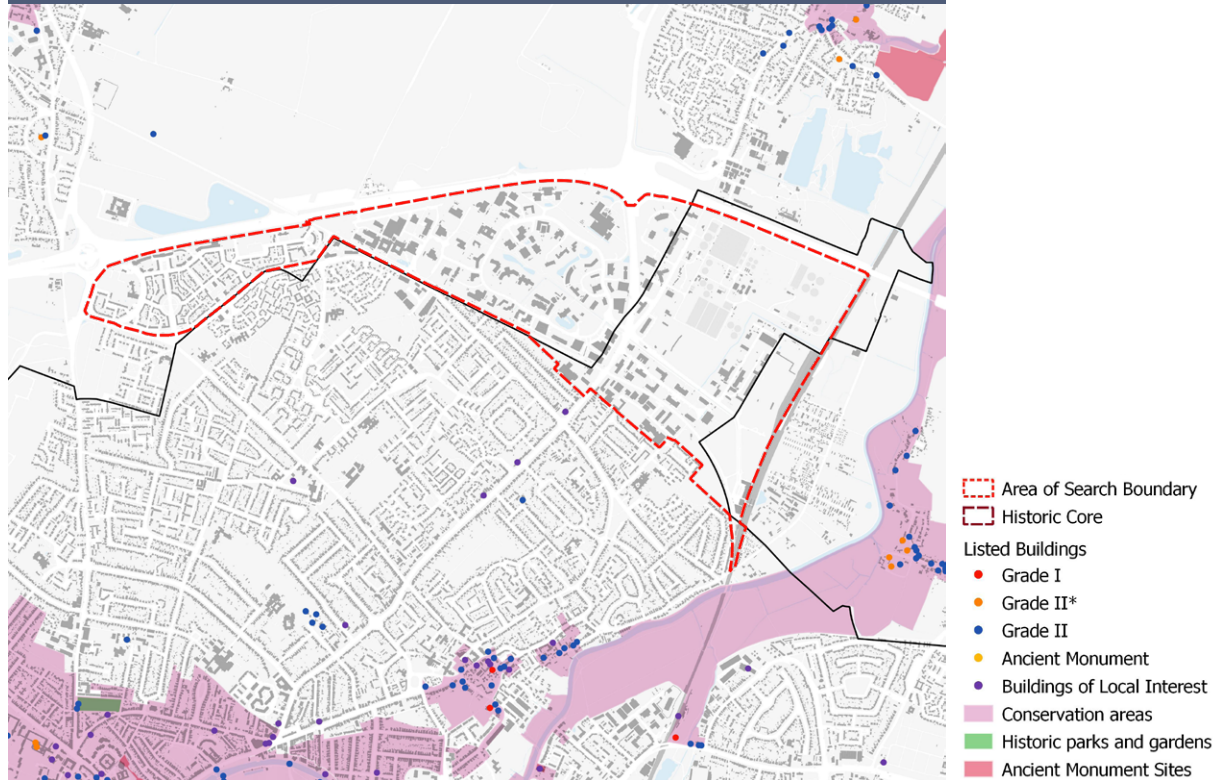 Area of Search Boundary
Historic Core
Listed Buildings
Grade I
Grade II*
Grade II
Ancient Monument
Buildings of Local Interest
Conservation areas
Historic parks and gardens
Ancient Monument Sites